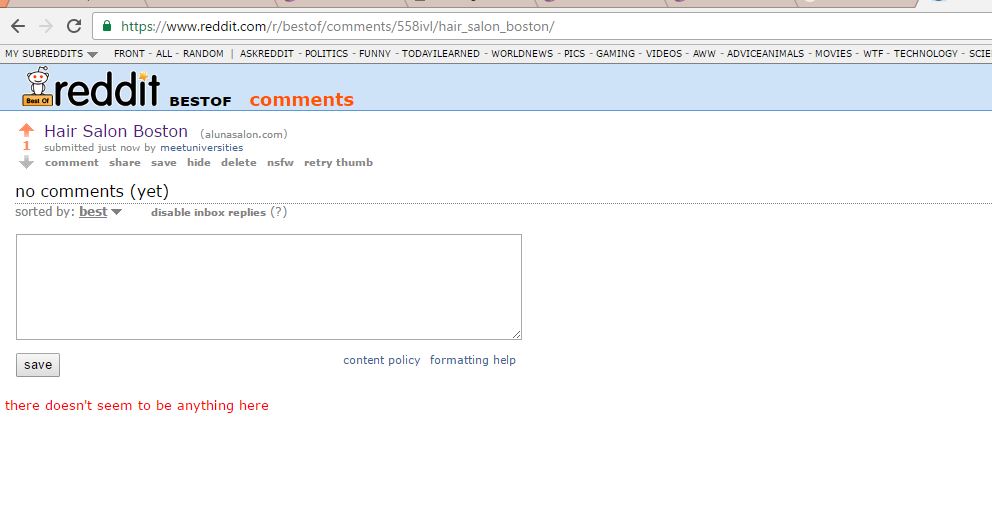 https://www.reddit.com/r/bestof/comments/558ivl/hair_salon_boston/
MY SUBREDDITS FRONT - ALL - RANDOM | ASKREDDIT - POLITICS - FUNNY - TODAYILEARNED - WORLDNEWS - PICS - GAMING - VIDEOS - AWW - ADVICEANIMALS - MOVIES - WTF - TECHNOLOGY - SCIE
Best Of reddit BESTOF comments
Hair Salon Boston (alunasalon.com)
1
submitted just now by meetuniversities
comment share save hide delete nsfw retry thumb
no comments (yet)
sorted by: best disable inbox replies (?)
save content policy formatting help
there doesn't seem to be anything here